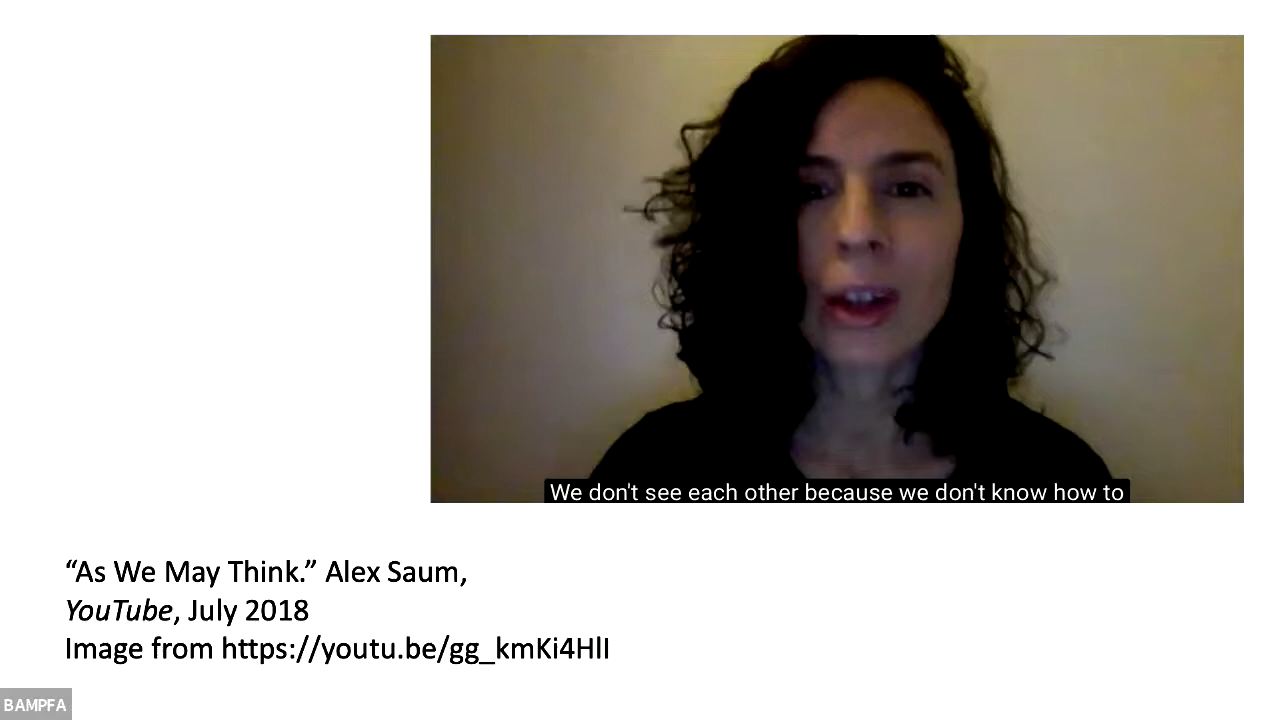 We don't see each other because we don't know how to
“As We May Think.” Alex Saum,
YouTube, July 2018
Image from https://youtu.be/gg_kmKi4HlI
BAMPFA